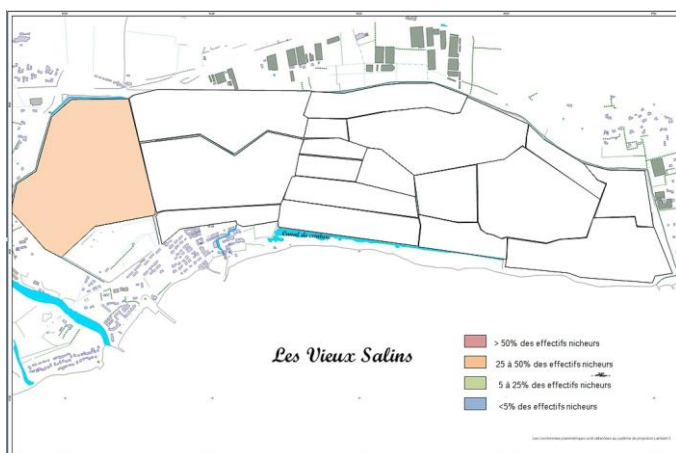 Canal de ceinture
Les Vieux Salins
> 50% des effectifs nicheurs
25 à 50% des effectifs nicheurs
5 à 25% des effectifs nicheurs
<5% des effectifs nicheurs